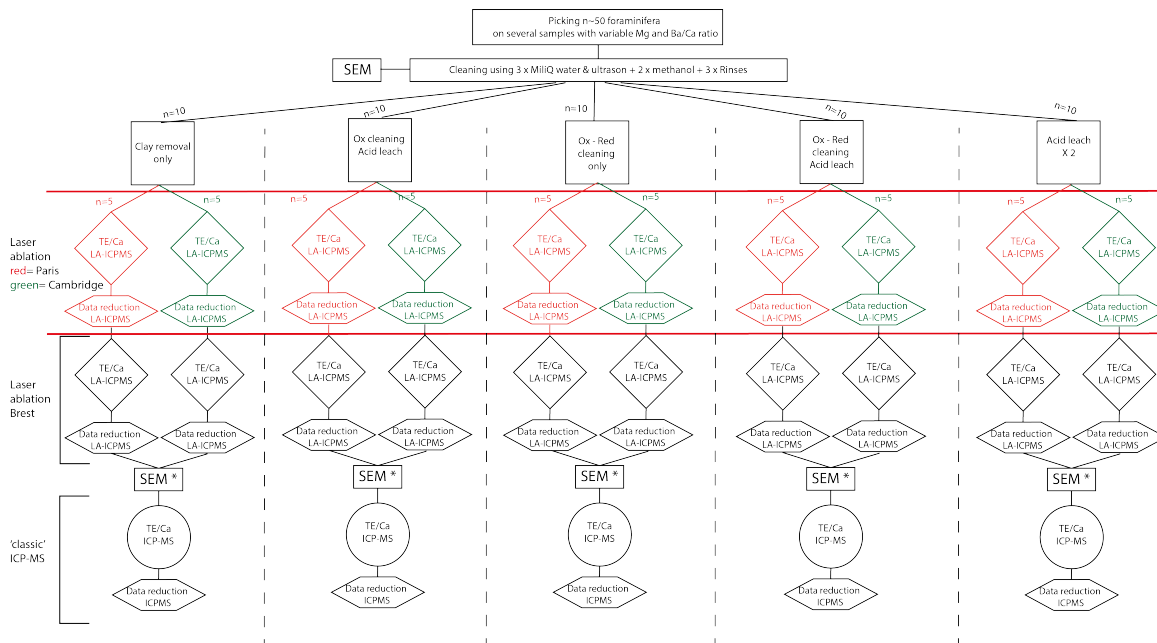 Picking n~50 foraminifera
on several samples with variable Mg and Ba/Ca ratio
SEM
Cleaning using 3 x MiliQ water & ultrason + 2 x methanol + 3 x Rinses
n=10
n=10
n=10
n=10
n=10
Clay removal
only
Ox cleaning
Acid leach
Ox - Red
cleaning
only
Ox - Red
cleaning
Acid leach
Acid leach
X 2
n=5
n=5
n=5
n=5
n=5
n=5
n=5
n=5
n=5
n=5
Laser
ablation
red= Paris
green= Cambridge
TE/Ca
LA-ICPMS
TE/Ca
LA-ICPMS
TE/Ca
LA-ICPMS
TE/Ca
LA-ICPMS
TE/Ca
LA-ICPMS
TE/Ca
LA-ICPMS
TE/Ca
LA-ICPMS
TE/Ca
LA-ICPMS
TE/Ca
LA-ICPMS
TE/Ca
LA-ICPMS
Data reduction
LA-ICPMS
Data reduction
LA-ICPMS
Data reduction
LA-ICPMS
Data reduction
LA-ICPMS
Data reduction
LA-ICPMS
Data reduction
LA-ICPMS
Data reduction
LA-ICPMS
Data reduction
LA-ICPMS
Data reduction
LA-ICPMS
Data reduction
LA-ICPMS
Laser
ablation
Brest
TE/Ca
LA-ICPMS
TE/Ca
LA-ICPMS
TE/Ca
LA-ICPMS
TE/Ca
LA-ICPMS
TE/Ca
LA-ICPMS
TE/Ca
LA-ICPMS
TE/Ca
LA-ICPMS
TE/Ca
LA-ICPMS
TE/Ca
LA-ICPMS
TE/Ca
LA-ICPMS
Data reduction
LA-ICPMS
Data reduction
LA-ICPMS
Data reduction
LA-ICPMS
Data reduction
LA-ICPMS
Data reduction
LA-ICPMS
Data reduction
LA-ICPMS
Data reduction
LA-ICPMS
Data reduction
LA-ICPMS
Data reduction
LA-ICPMS
Data reduction
LA-ICPMS
SEM *
SEM *
SEM *
SEM *
SEM *
'classic'
ICP-MS
TE/Ca
ICP-MS
TE/Ca
ICP-MS
TE/Ca
ICP-MS
TE/Ca
ICP-MS
TE/Ca
ICP-MS
Data reduction
ICPMS
Data reduction
ICPMS
Data reduction
ICPMS
Data reduction
ICPMS
Data reduction
ICPMS